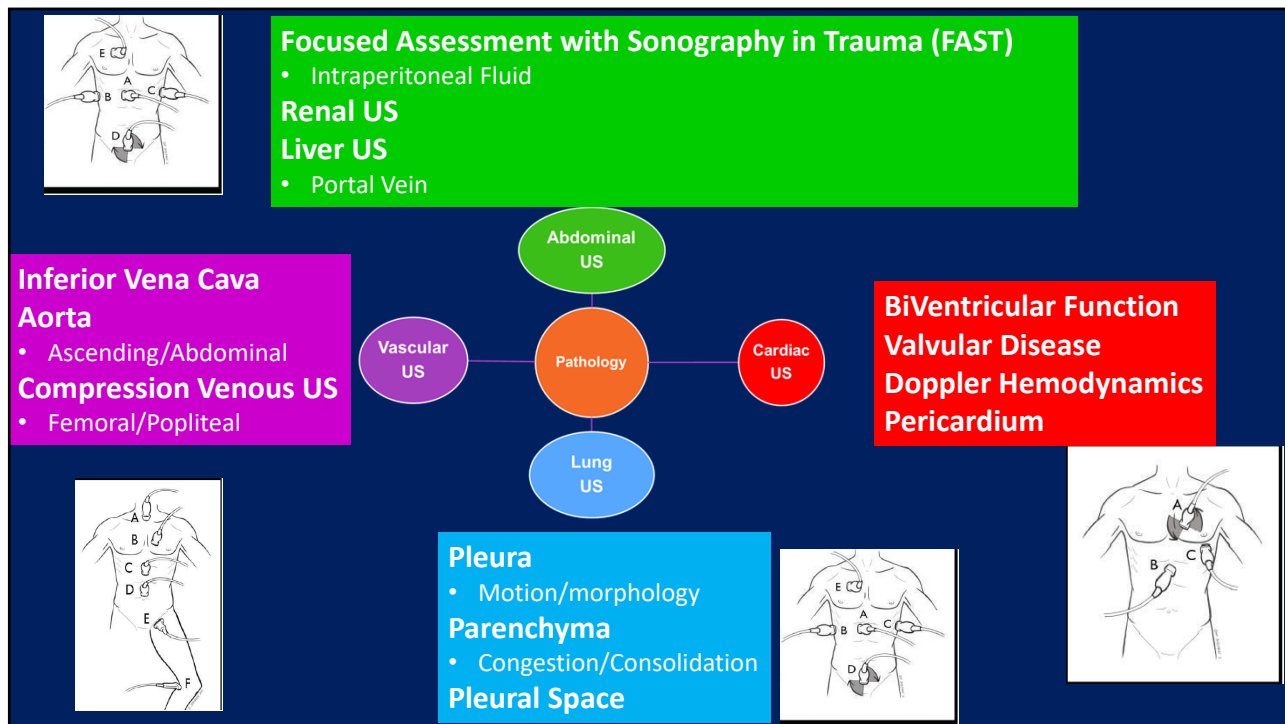 E
A
B
C
D
Focused Assessment with Sonography in Trauma (FAST)
• Intraperitoneal Fluid
Renal US
Liver US
• Portal Vein
Abdominal
US
Inferior Vena Cava
Aorta
• Ascending/Abdominal
Compression Venous US
• Femoral/Popliteal
Vascular
US
Pathology
Cardiac
US
BiVentricular Function
Valvular Disease
Doppler Hemodynamics
Pericardium
Lung
US
A
B
C
D
E
F
Pleura
• Motion/morphology
Parenchyma
• Congestion/Consolidation
Pleural Space
E
A
B
C
D
A
B
C